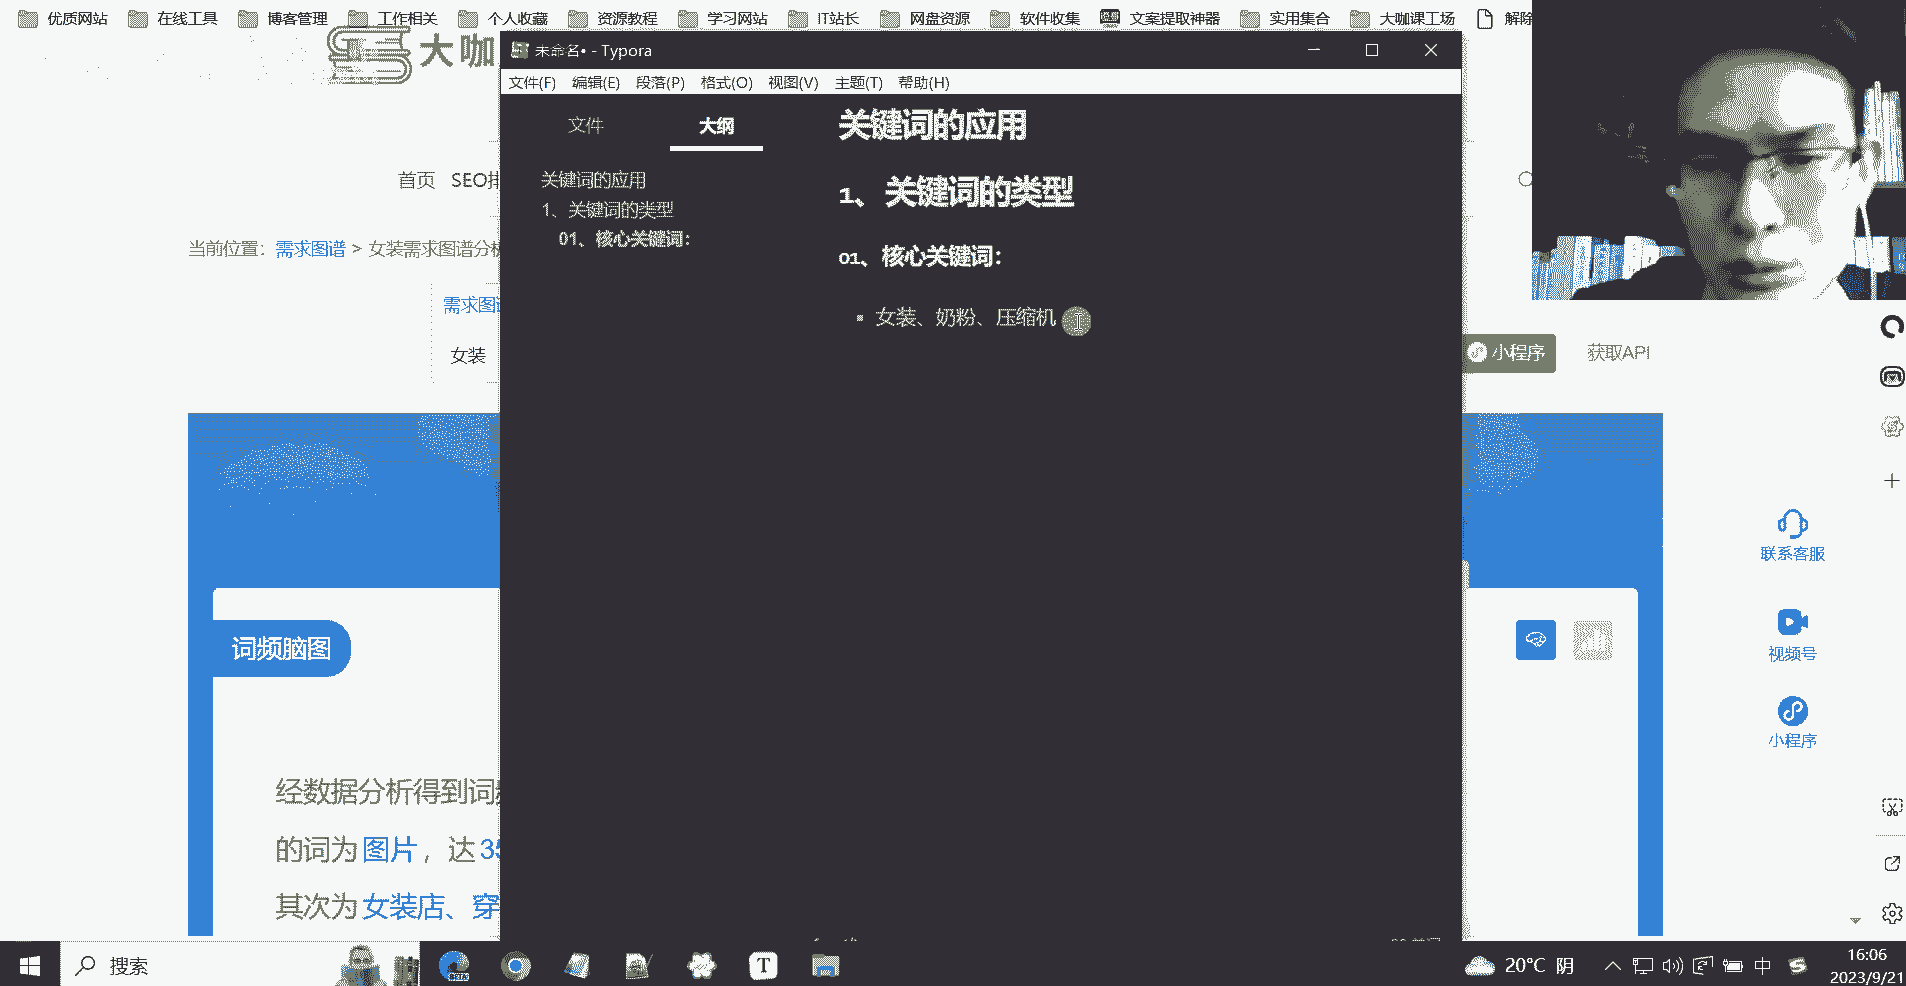 优质网站 在线工具 博客管理 工作相关 个人收藏 资源教程 学习网站 IT站长 网盘资源 软件收集 文案提取神器 实用集合 大咖课工场 解除
大咖
未命名• - Typora
文件(F) 编辑(E) 段落(P) 格式(O) 视图(V) 主题(T) 帮助(H)
文件 大纲
关键词的应用
1、关键词的类型
01、核心关键词：
关键词的应用
1、关键词的类型
01、核心关键词：
女装、奶粉、压缩机
首页 SEO排
当前位置：需求图谱 > 女装需求图谱分析
需求图谱
女装
小程序 获取API
词频脑图
经数据分析得到词频
的词为图片，达35
其次为女装店、穿
联系客服
视频号
小程序
搜索
BETA
T
20°C 阴
中
16:06
2023/9/21